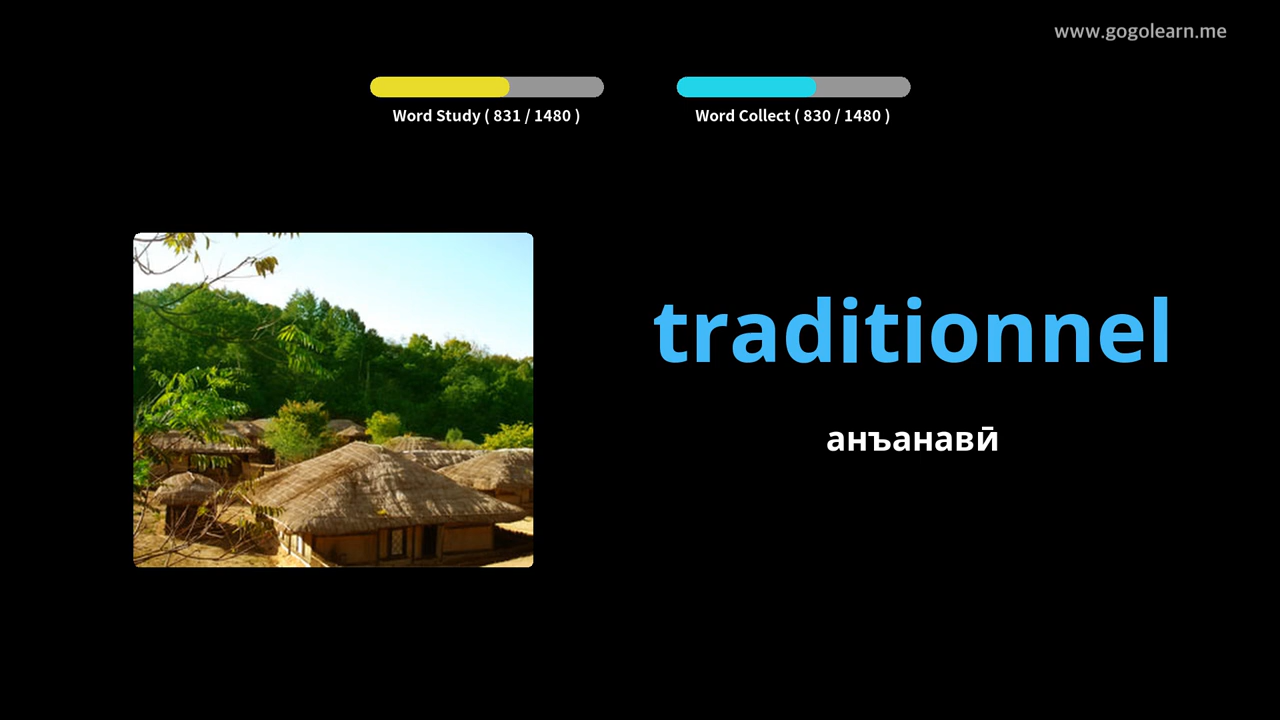 www.gogolearn.me
Word Study ( 831 / 1480 )
Word Collect ( 830 / 1480 )
traditionnel
анъанавӣ